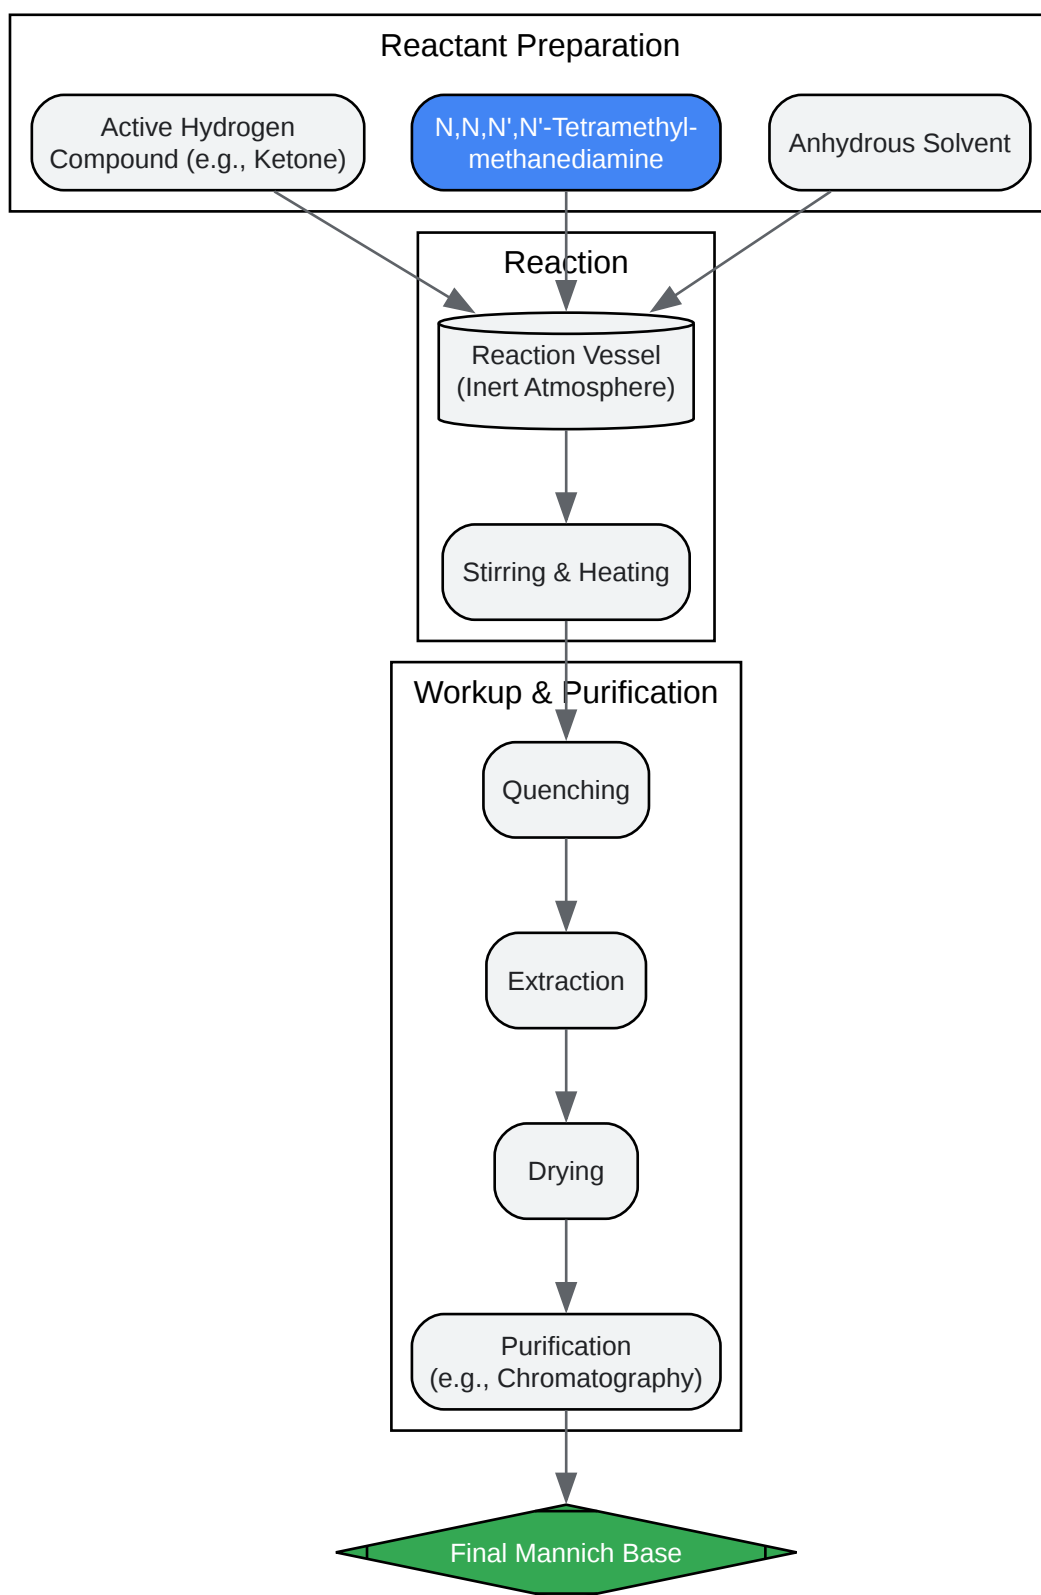 Reactant Preparation
Active Hydrogen
Compound (e.g., Ketone)
N,N,N',N'-Tetramethyl-
methanediamine
Anhydrous Solvent
Reaction
Reaction Vessel
(Inert Atmosphere)
Stirring & Heating
Workup & Purification
Quenching
Extraction
Drying
Purification
(e.g., Chromatography)
Final Mannich Base